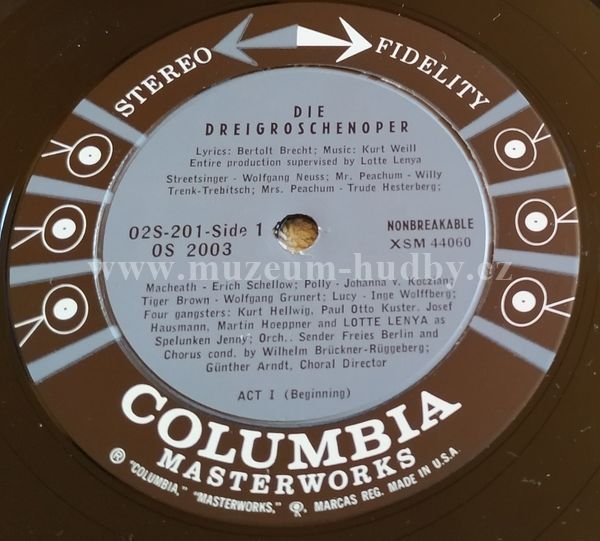 STEREO FIDELITY
DIE
DREIGROSCHENOPER
Lyrics: Bertolt Brecht; Music: Kurt Weill
Entire production supervised by Lotte Lenya
Streetsinger - Wolfgang Neuss; Mr. Peachum - Willy
Trenk-Trebitsch; Mrs. Peachum - Trude Hesterberg;
02S-201-Side 1
OS 2003
NONBREAKABLE
XSM 44060
www.muzeum-hudby.cz
Macheath - Erich Schellow; Polly - Johanna v. Koczian;
Tiger Brown - Wolfgang Grunert; Lucy - Inge Wolffberg;
Four gangsters: Kurt Hellwig, Paul Otto Kuster, Josef
Hausmann, Martin Hoeppner and LOTTE LENYA as
Spelunken Jenny; Orch.. Sender Freies Berlin and
Chorus cond. by Wilhelm Brückner-Rüggeberg;
Günther Arndt, Choral Director
ACT I (Beginning)
COLUMBIA
MASTERWORKS
® "COLUMBIA," "MASTERWORKS," MARCAS REG. MADE IN U.S.A.